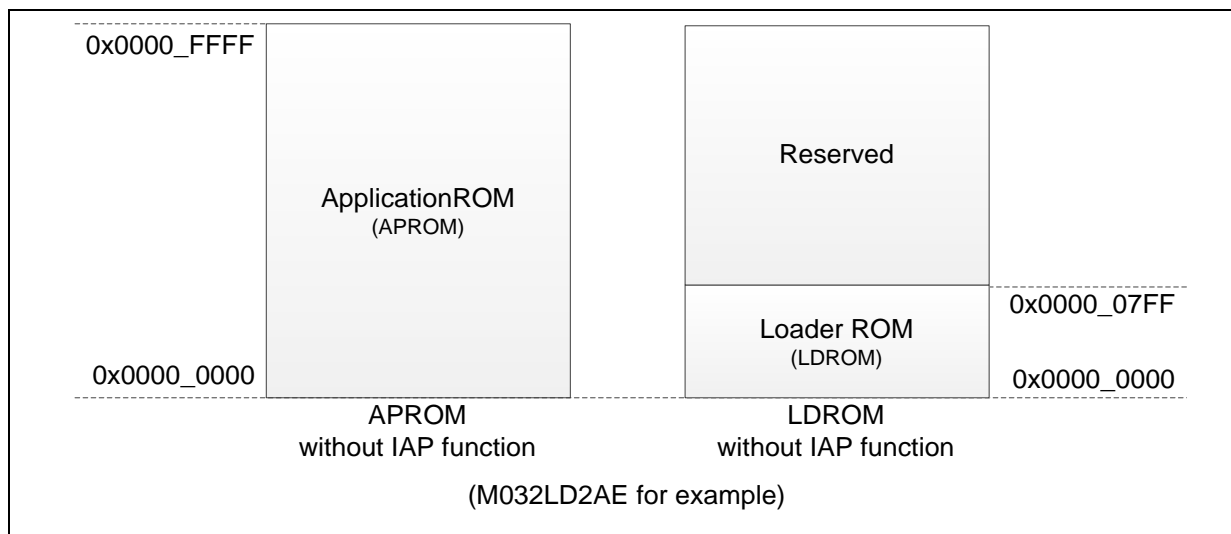 0x0000_FFFF
ApplicationROM
(APROM)
0x0000_0000
APROM
without IAP function
Reserved
Loader ROM
(LDROM)
0x0000_07FF
0x0000_0000
LDROM
without IAP function
(M032LD2AE for example)